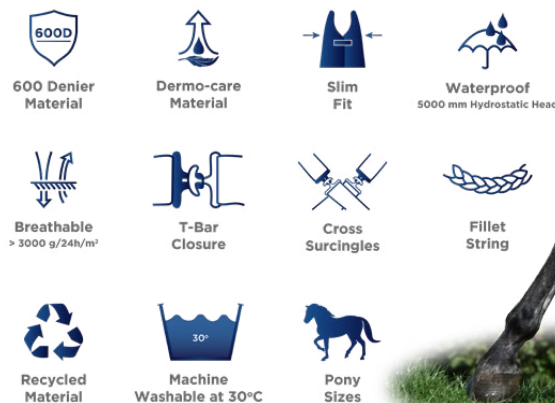 600D
600 Denier
Material
Dermo-care
Material
Slim
Fit
Waterproof
5000 mm Hydrostatic Head
Breathable
> 3000 g/24h/m²
T-Bar
Closure
Cross
Surcingles
Fillet
String
Recycled
Material
30°
Machine
Washable at 30°C
Pony
Sizes